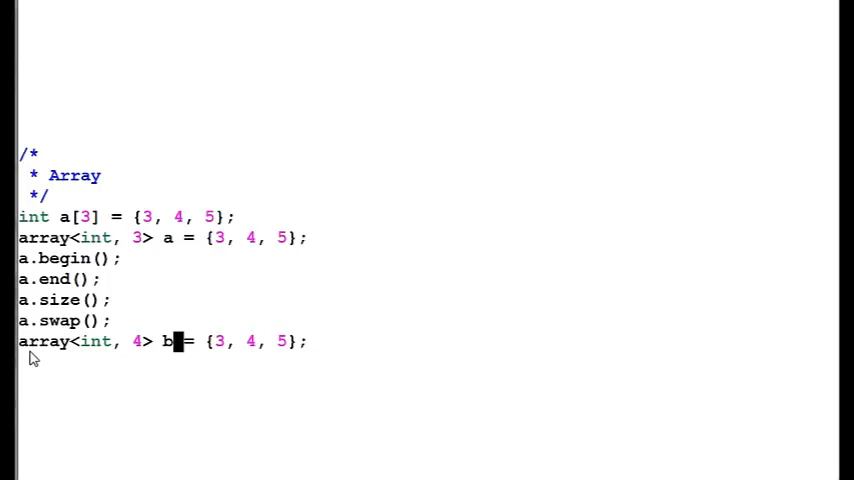 /*
 * Array
 */
int a[3] = {3, 4, 5};
array<int, 3> a = {3, 4, 5};
a.begin();
a.end();
a.size();
a.swap();
array<int, 4> b = {3, 4, 5};